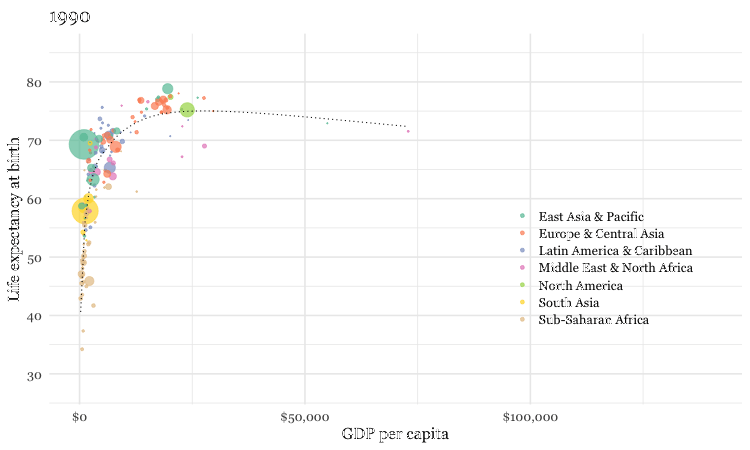 1990
80
70
60
50
40
30
Life expectancy at birth
East Asia & Pacific
Europe & Central Asia
Latin America & Caribbean
Middle East & North Africa
North America
South Asia
Sub-Saharan Africa
$0
$50,000
$100,000
GDP per capita